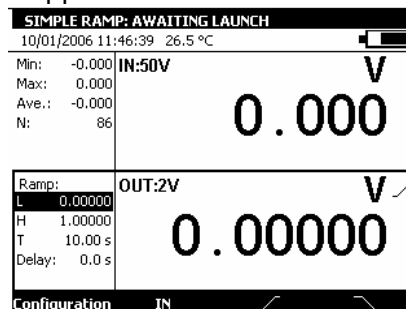 SIMPLE RAMP: AWAITING LAUNCH
10/01/2006 11:46:39 26.5 °C
Min: -0.000
Max: 0.000
Ave.: -0.000
N: 86
IN:50V V
0.000
Ramp:
L 0.00000
H 1.00000
T 10.00 s
Delay: 0.0 s
OUT:2V V
0.00000
Configuration IN